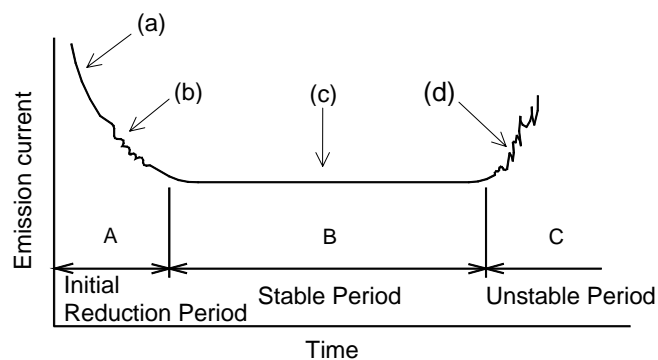 (a)
(b)
(c)
(d)
Emission current
A
B
C
Initial
Reduction Period
Stable Period
Unstable Period
Time